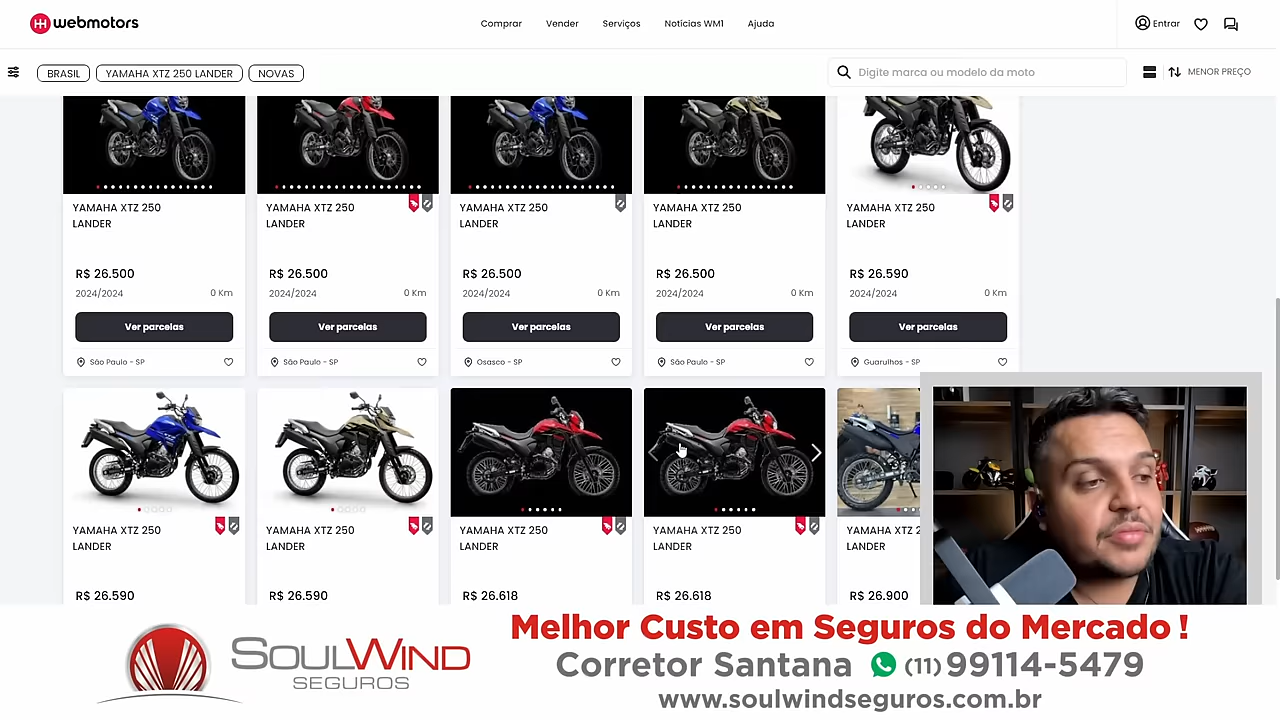 webmotors
Comprar
Vender
Serviços
Notícias WM1
Ajuda
Entrar
BRASIL
YAMAHA XTZ 250 LANDER
NOVAS
Digite marca ou modelo da moto
MENOR PREÇO
YAMAHA XTZ 250
LANDER
R$ 26.500
2024/2024
0 Km
Ver parcelas
São Paulo - SP
YAMAHA XTZ 250
LANDER
R$ 26.500
2024/2024
0 Km
Ver parcelas
São Paulo - SP
YAMAHA XTZ 250
LANDER
R$ 26.500
2024/2024
0 Km
Ver parcelas
Osasco - SP
YAMAHA XTZ 250
LANDER
R$ 26.500
2024/2024
0 Km
Ver parcelas
São Paulo - SP
YAMAHA XTZ 250
LANDER
R$ 26.590
2024/2024
0 Km
Ver parcelas
Guarulhos - SP
YAMAHA XTZ 250
LANDER
R$ 26.590
YAMAHA XTZ 250
LANDER
R$ 26.590
YAMAHA XTZ 250
LANDER
R$ 26.618
YAMAHA XTZ 250
LANDER
R$ 26.618
YAMAHA XTZ 2
LANDER
R$ 26.900
SOULWIND
SEGUROS
Melhor Custo em Seguros do Mercado !
Corretor Santana (11) 99114-5479
www.soulwindseguros.com.br